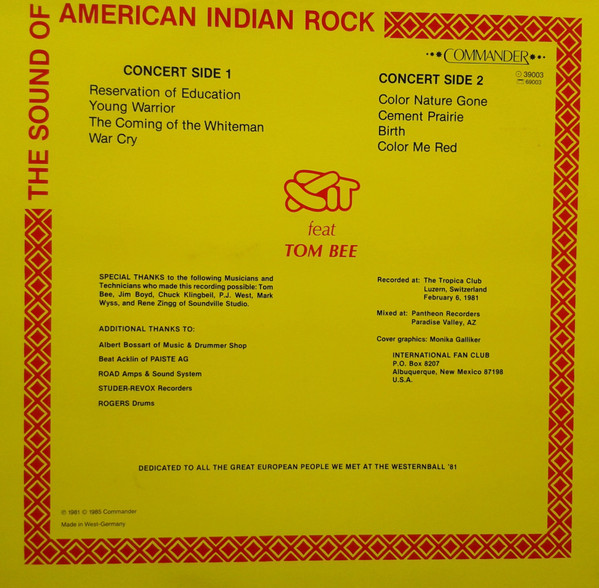 THE SOUND OF
AMERICAN INDIAN ROCK
COMMANDER
39003
69003
CONCERT SIDE 1
Reservation of Education
Young Warrior
The Coming of the Whiteman
War Cry
CONCERT SIDE 2
Color Nature Gone
Cement Prairie
Birth
Color Me Red
XIT
feat
TOM BEE
SPECIAL THANKS to the following Musicians and
Technicians who made this recording possible: Tom
Bee, Jim Boyd, Chuck Klingbell, P.J. West, Mark
Wyss, and Rene Zingg of Soundville Studio.
ADDITIONAL THANKS TO:
Albert Bossart of Music & Drummer Shop
Beat Acklin of PAISTE AG
ROAD Amps & Sound System
STUDER-REVOX Recorders
ROGERS Drums
Recorded at: The Tropica Club
Luzern, Switzerland
February 6, 1981
Mixed at: Pantheon Recorders
Paradise Valley, AZ
Cover graphics: Monika Galliker
INTERNATIONAL FAN CLUB
P.O. Box 8207
Albuquerque, New Mexico 87198
U.S.A.
DEDICATED TO ALL THE GREAT EUROPEAN PEOPLE WE MET AT THE WESTERNBALL '81
℗ 1981 © 1985 Commander
Made in West-Germany